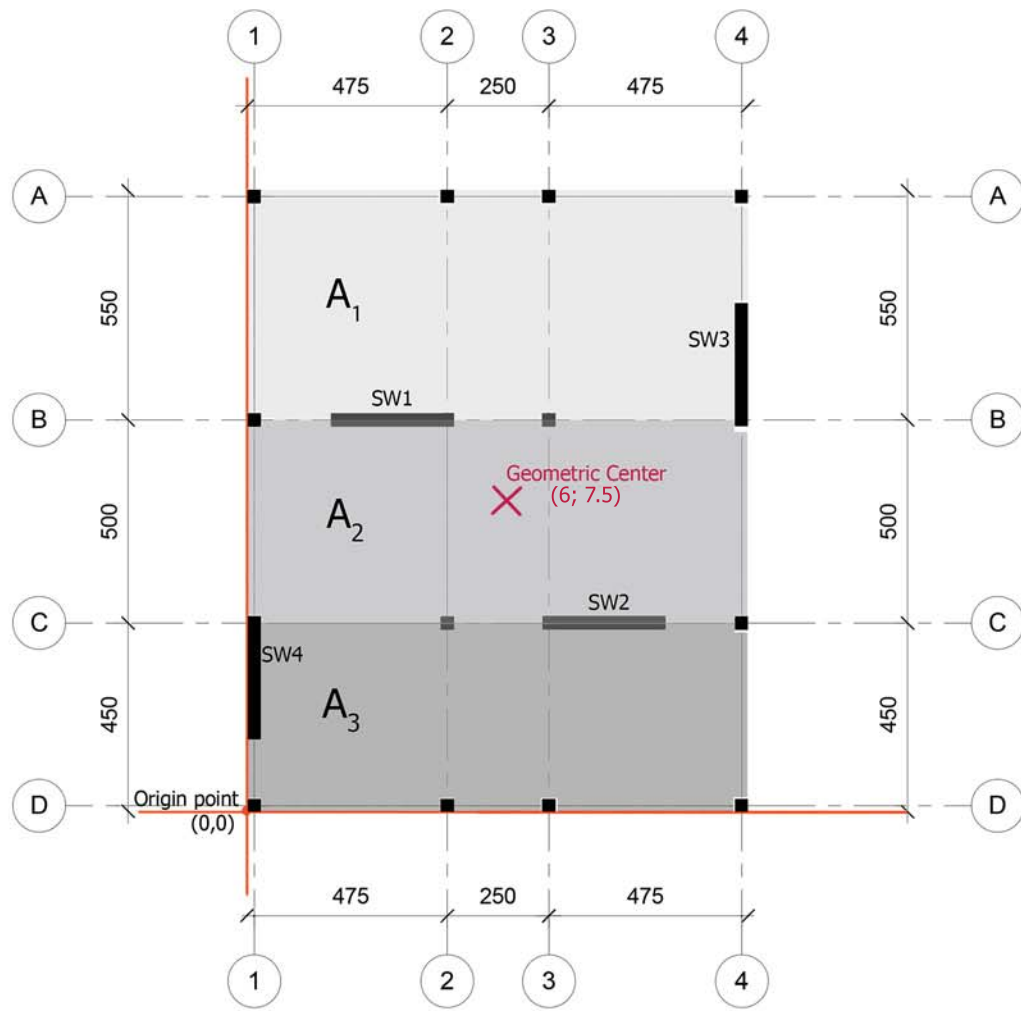 1 2 3 4
475 250 475
A A
550 A1 550
SW3
SW1
B B
Geometric Center
(6; 7.5)
500 A2 500
SW2
C C
SW4
450 A3 450
Origin point
(0,0)
D D
475 250 475
1 2 3 4